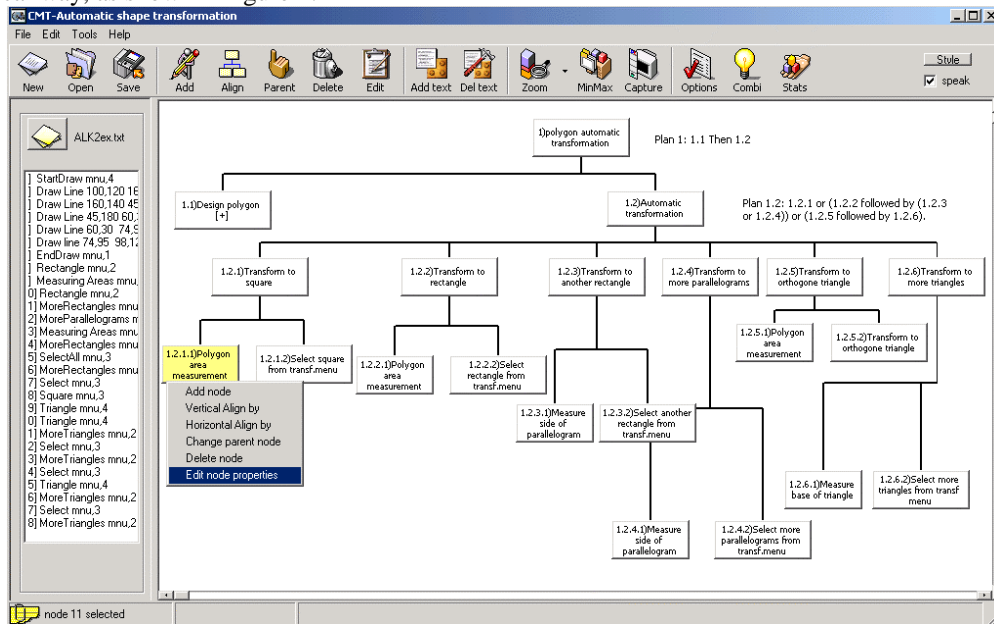 CMT-Automatic shape transformation
File Edit Tools Help
New Open Save Add Align Parent Delete Edit Add text Del text Zoom MinMax Capture Options Combi Stats
Style
speak
ALK2ex.txt
] StartDraw mnu,4
] Draw Line 100,120 16
] Draw Line 160,140 45
] Draw Line 45,180 60,
] Draw Line 60,30 74,9
] Draw line 74,95 98,12
] EndDraw mnu,1
] Rectangle mnu,2
] Measuring Areas mnu,
0] Rectangle mnu,2
1] MoreRectangles mnu
2] MoreParallelograms m
3] Measuring Areas mnu
4] MoreRectangles mnu
5] SelectAll mnu,3
6] MoreRectangles mnu
7] Select mnu,3
8] Square mnu,3
9] Triangle mnu,4
0] Triangle mnu,4
1] MoreTriangles mnu,2
2] Select mnu,3
3] MoreTriangles mnu,2
4] Select mnu,3
5] Triangle mnu,4
6] MoreTriangles mnu,2
7] Select mnu,3
8] MoreTriangles mnu,2
1)polygon automatic
transformation
Plan 1: 1.1 Then 1.2
1.1)Design polygon
[+]
1.2)Automatic
transformation
Plan 1.2: 1.2.1 or (1.2.2 followed by (1.2.3
or 1.2.4)) or (1.2.5 followed by 1.2.6).
1.2.1)Transform to
square
1.2.2)Transform to
rectangle
1.2.3)Transform to
another rectangle
1.2.4)Transform to
more parallelograms
1.2.5)Transform to
orthogone triangle
1.2.6)Transform to
more triangles
1.2.1.1)Polygon
area
measurement
1.2.1.2)Select square
from transf.menu
1.2.2.1)Polygon
area
measurement
1.2.2.2)Select
rectangle from
transf.menu
1.2.5.1)Polygon
area
measurement
1.2.5.2)Transform to
orthogone triangle
Add node
Vertical Align by
Horizontal Align by
Change parent node
Delete node
Edit node properties
1.2.3.1)Measure
side of
parallelogram
1.2.3.2)Select another
rectangle from
transf.menu
1.2.6.1)Measure
base of triangle
1.2.6.2)Select more
triangles from transf
menu
1.2.4.1)Measure
side of
parallelogram
1.2.4.2)Select more
parallelograms from
transf.menu
node 11 selected